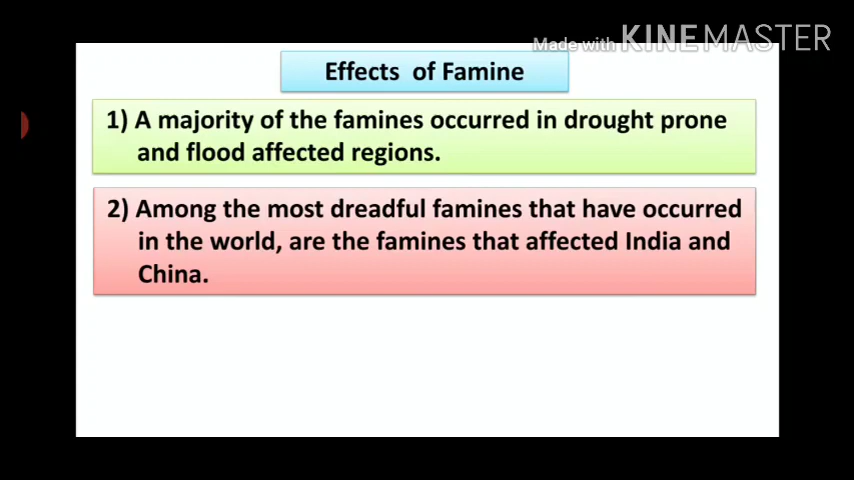 Made with KINEMASTER
Effects of Famine
1) A majority of the famines occurred in drought prone
and flood affected regions.
2) Among the most dreadful famines that have occurred
in the world, are the famines that affected India and
China.